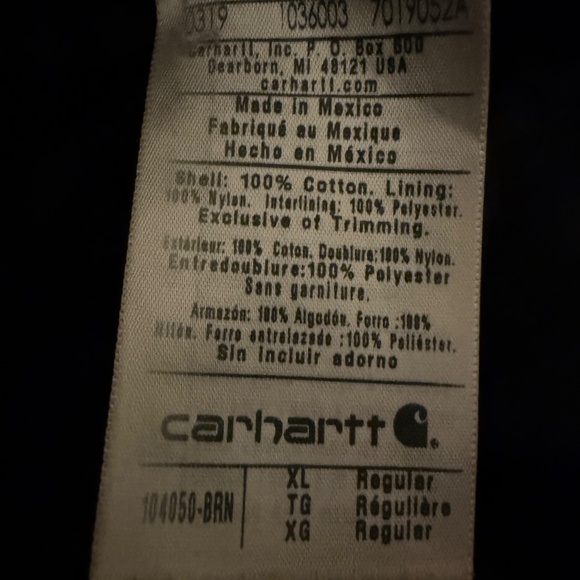 0319 1036003 7019052A
Carhartt, Inc. P. O. Box 600
Dearborn, MI 48121 USA
carhartt.com
Made in Mexico
Fabriqué au Mexique
Hecho en México
Shell: 100% Cotton. Lining:
100% Nylon. Interlining: 100% Polyester.
Exclusive of Trimming.
Extérieur: 100% Coton. Doublure:100% Nylon.
Entredoublure:100% Polyester
Sans garniture.
Armazón: 100% Algodón. Forro :100%
Nilón. Forro entrelazado :100% Poliéster.
Sin incluir adorno
carhartt
104050-BRN
XL Regular
TG Régulière
XG Regular